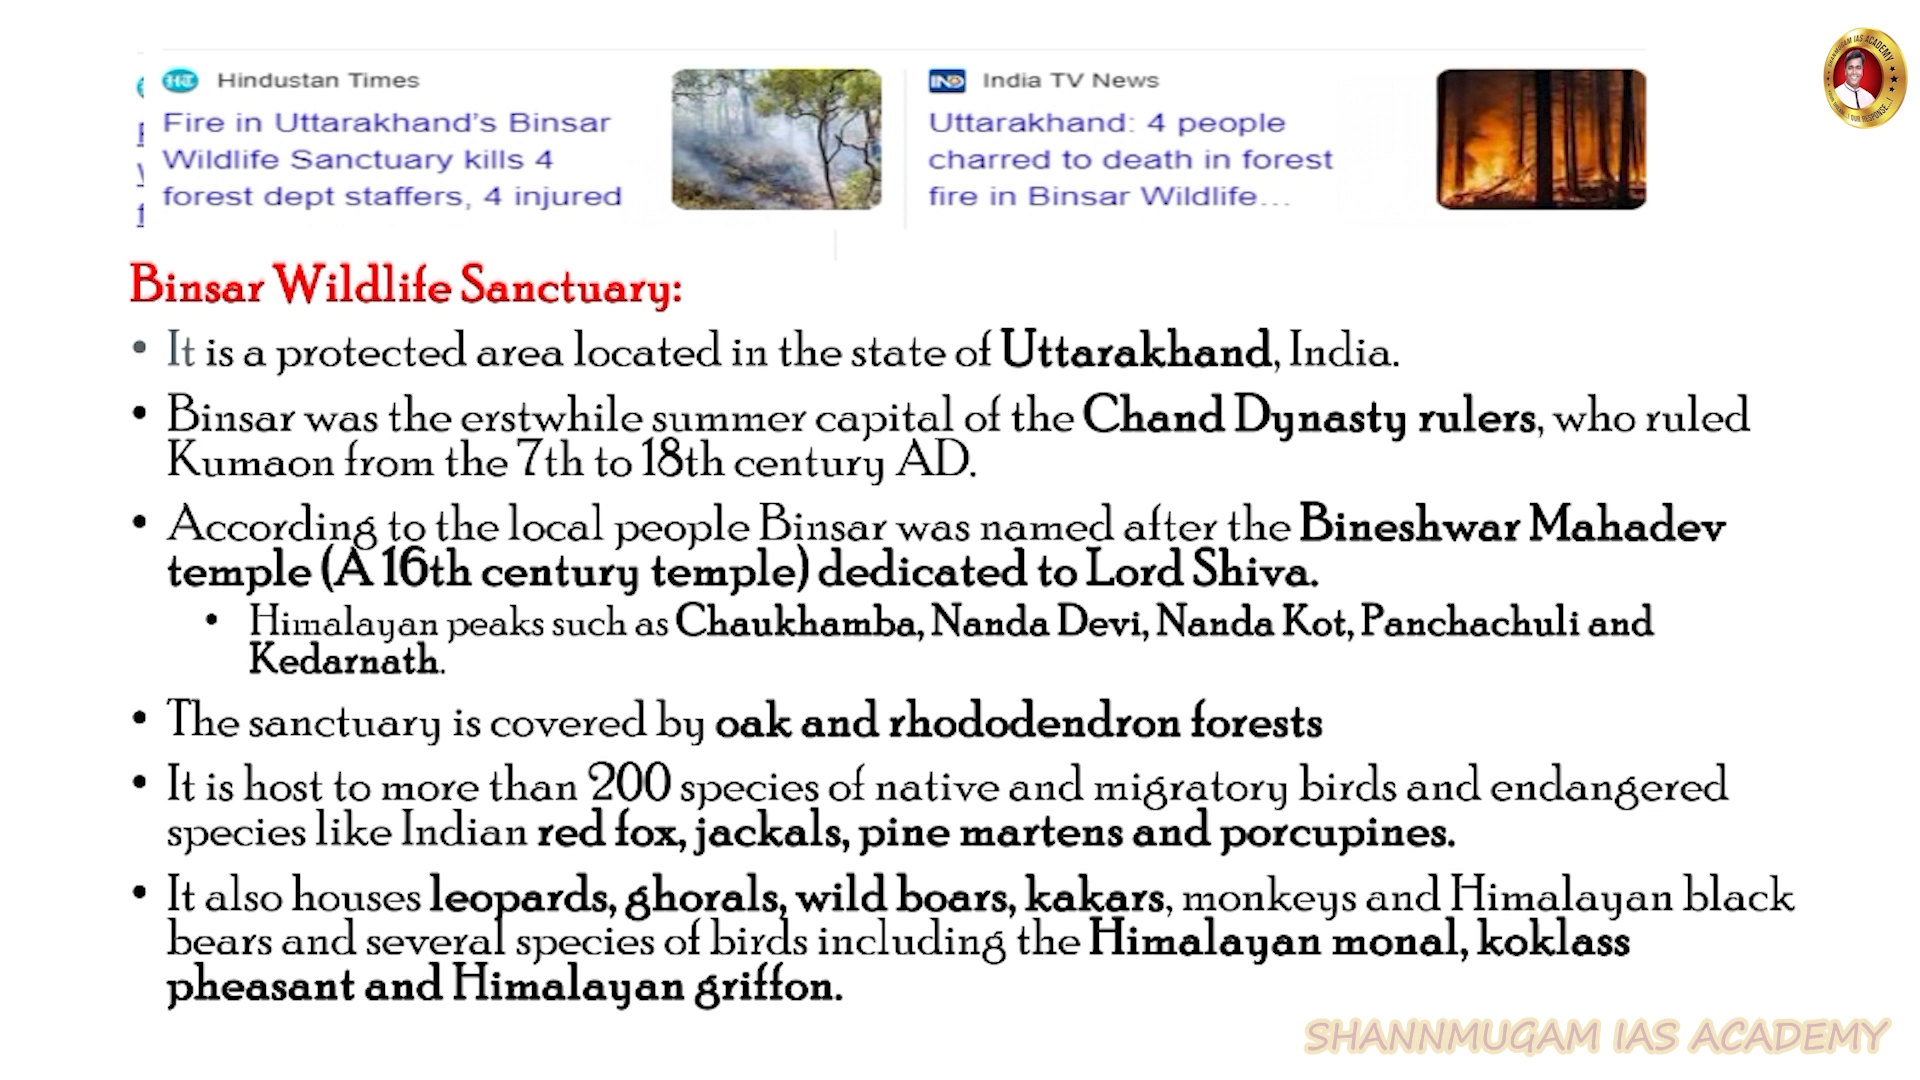 Hindustan Times
Fire in Uttarakhand's Binsar
Wildlife Sanctuary kills 4
forest dept staffers, 4 injured
India TV News
Uttarakhand: 4 people
charred to death in forest
fire in Binsar Wildlife...
SHANMUGAM IAS ACADEMY
Binsar Wildlife Sanctuary:
• It is a protected area located in the state of Uttarakhand, India.
• Binsar was the erstwhile summer capital of the Chand Dynasty rulers, who ruled
Kumaon from the 7th to 18th century AD.
• According to the local people Binsar was named after the Bineshwar Mahadev
temple (A 16th century temple) dedicated to Lord Shiva.
• Himalayan peaks such as Chaukhamba, Nanda Devi, Nanda Kot, Panchachuli and
Kedarnath.
• The sanctuary is covered by oak and rhododendron forests
• It is host to more than 200 species of native and migratory birds and endangered
species like Indian red fox, jackals, pine martens and porcupines.
• It also houses leopards, ghorals, wild boars, kakars, monkeys and Himalayan black
bears and several species of birds including the Himalayan monal, koklass
pheasant and Himalayan griffon.
SHANNMUGAM IAS ACADEMY